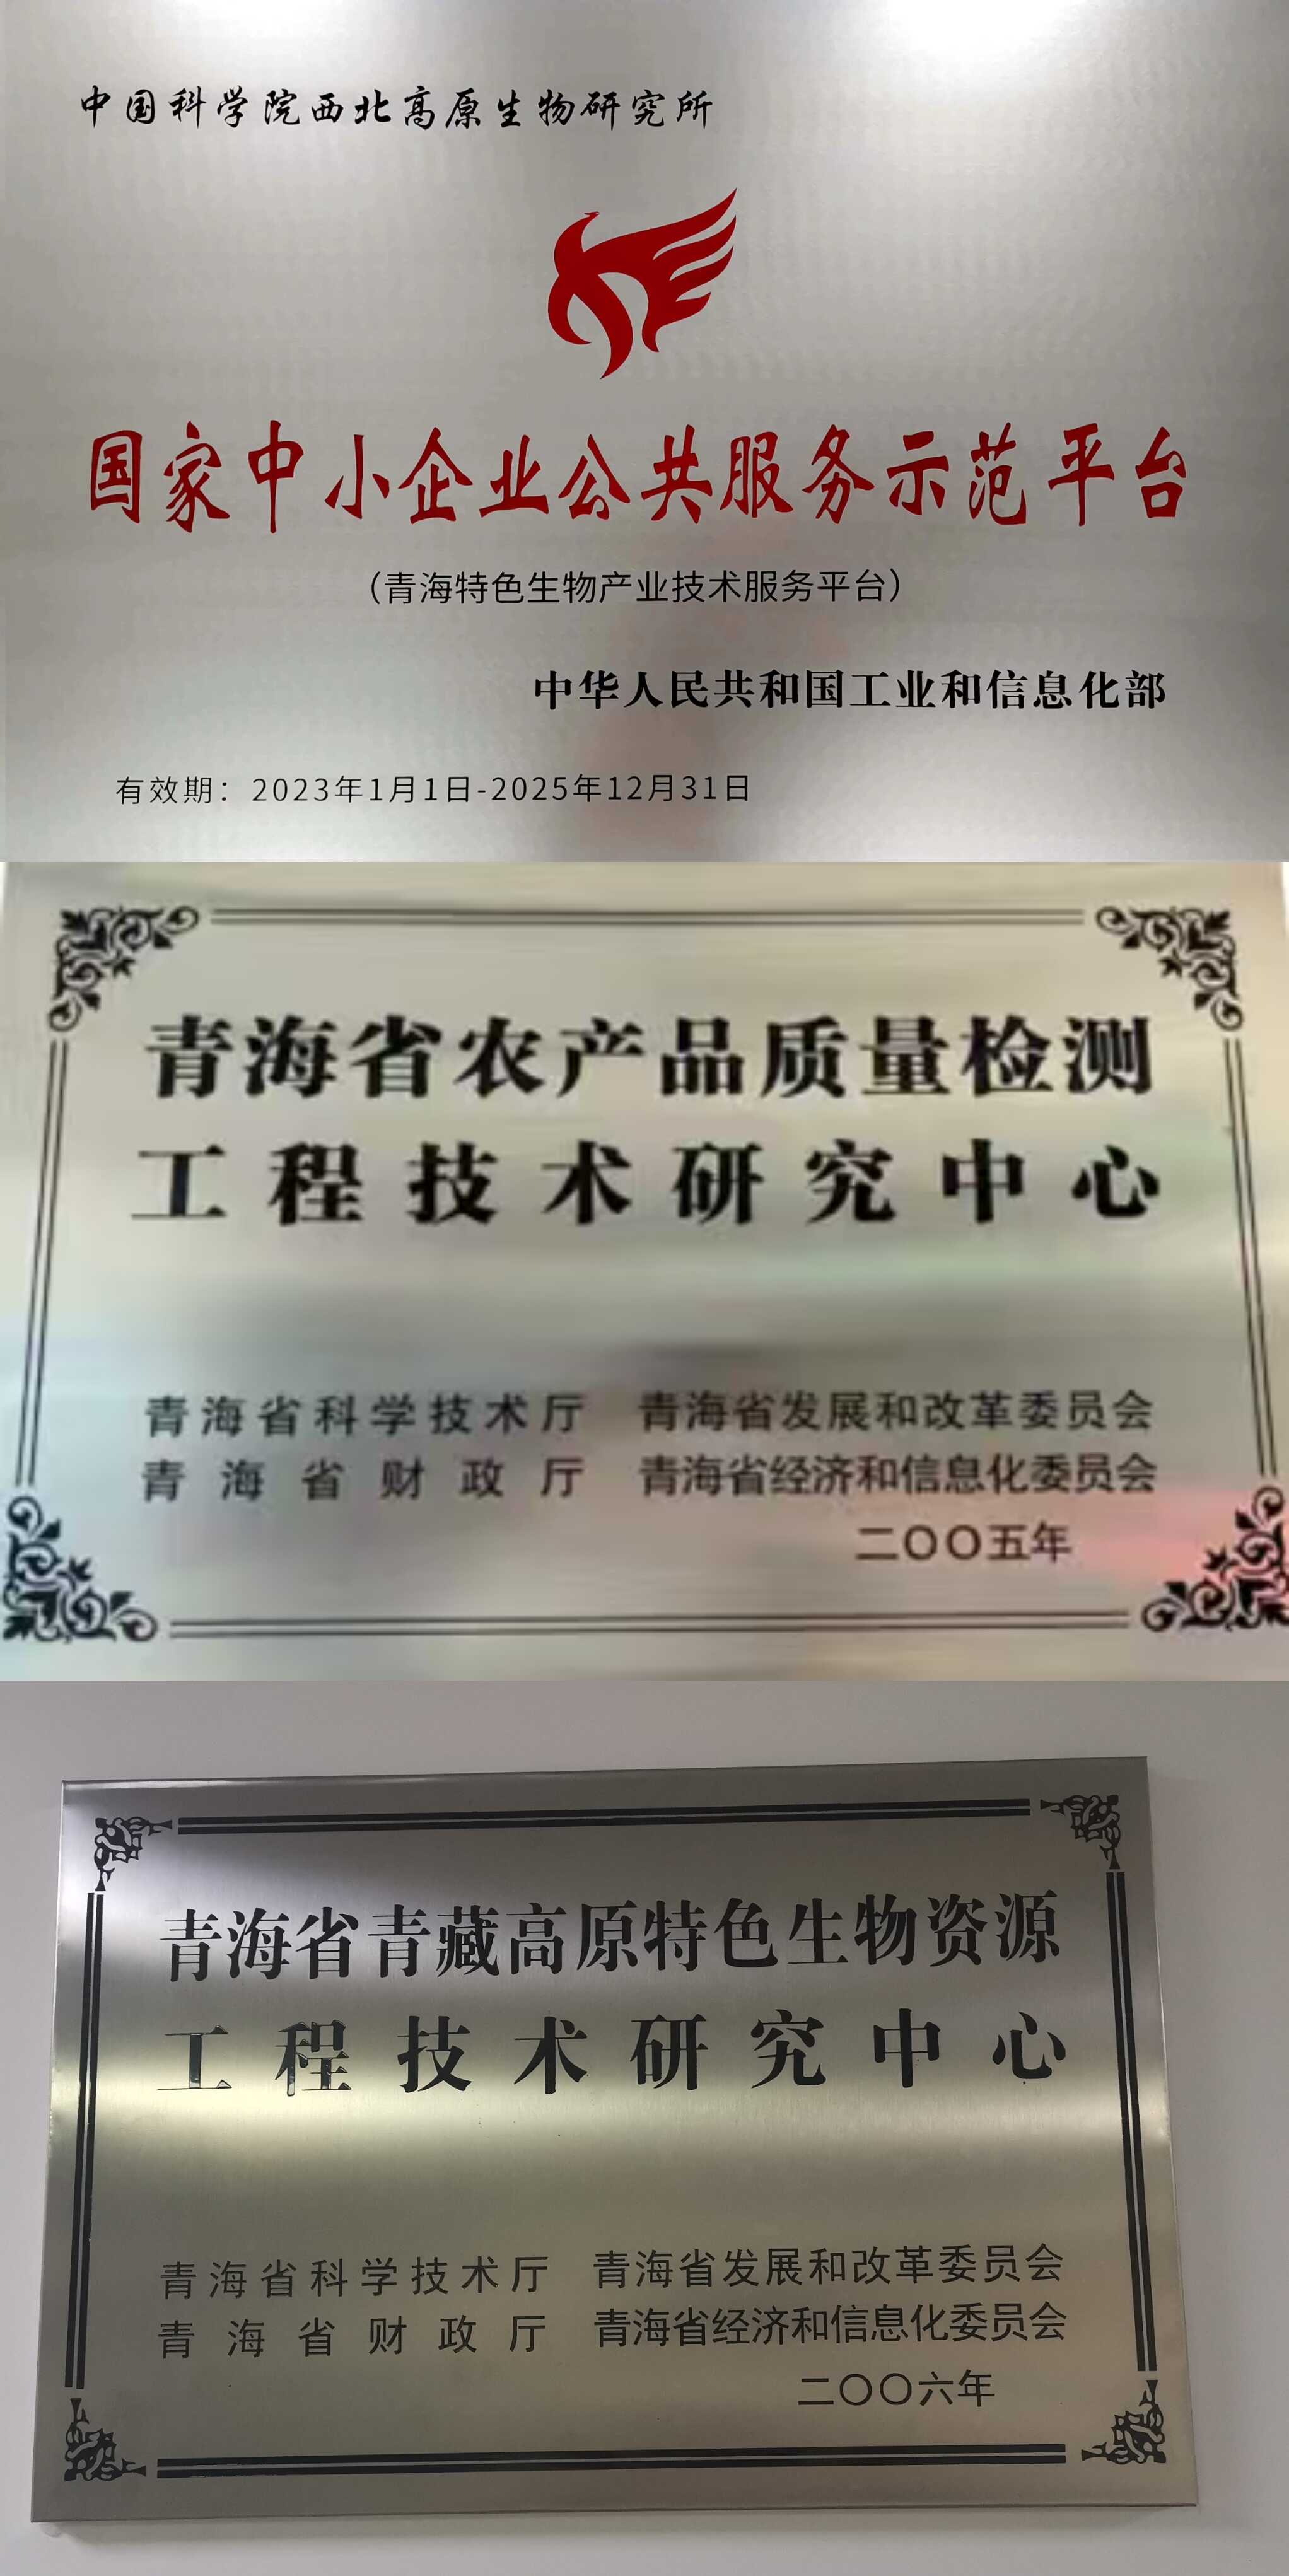 中国科学院西北高原生物研究所
国家中小企业公共服务示范平台
（青海特色生物产业技术服务平台）
中华人民共和国工业和信息化部
有效期：2023年1月1日-2025年12月31日
青海省农产品质量检测
工程技术研究中心
青海省科学技术厅 青海省发展和改革委员会
青海省财政厅 青海省经济和信息化委员会
二〇〇五年
青海省青藏高原特色生物资源
工程技术研究中心
青海省科学技术厅 青海省发展和改革委员会
青海省财政厅 青海省经济和信息化委员会
二〇〇六年